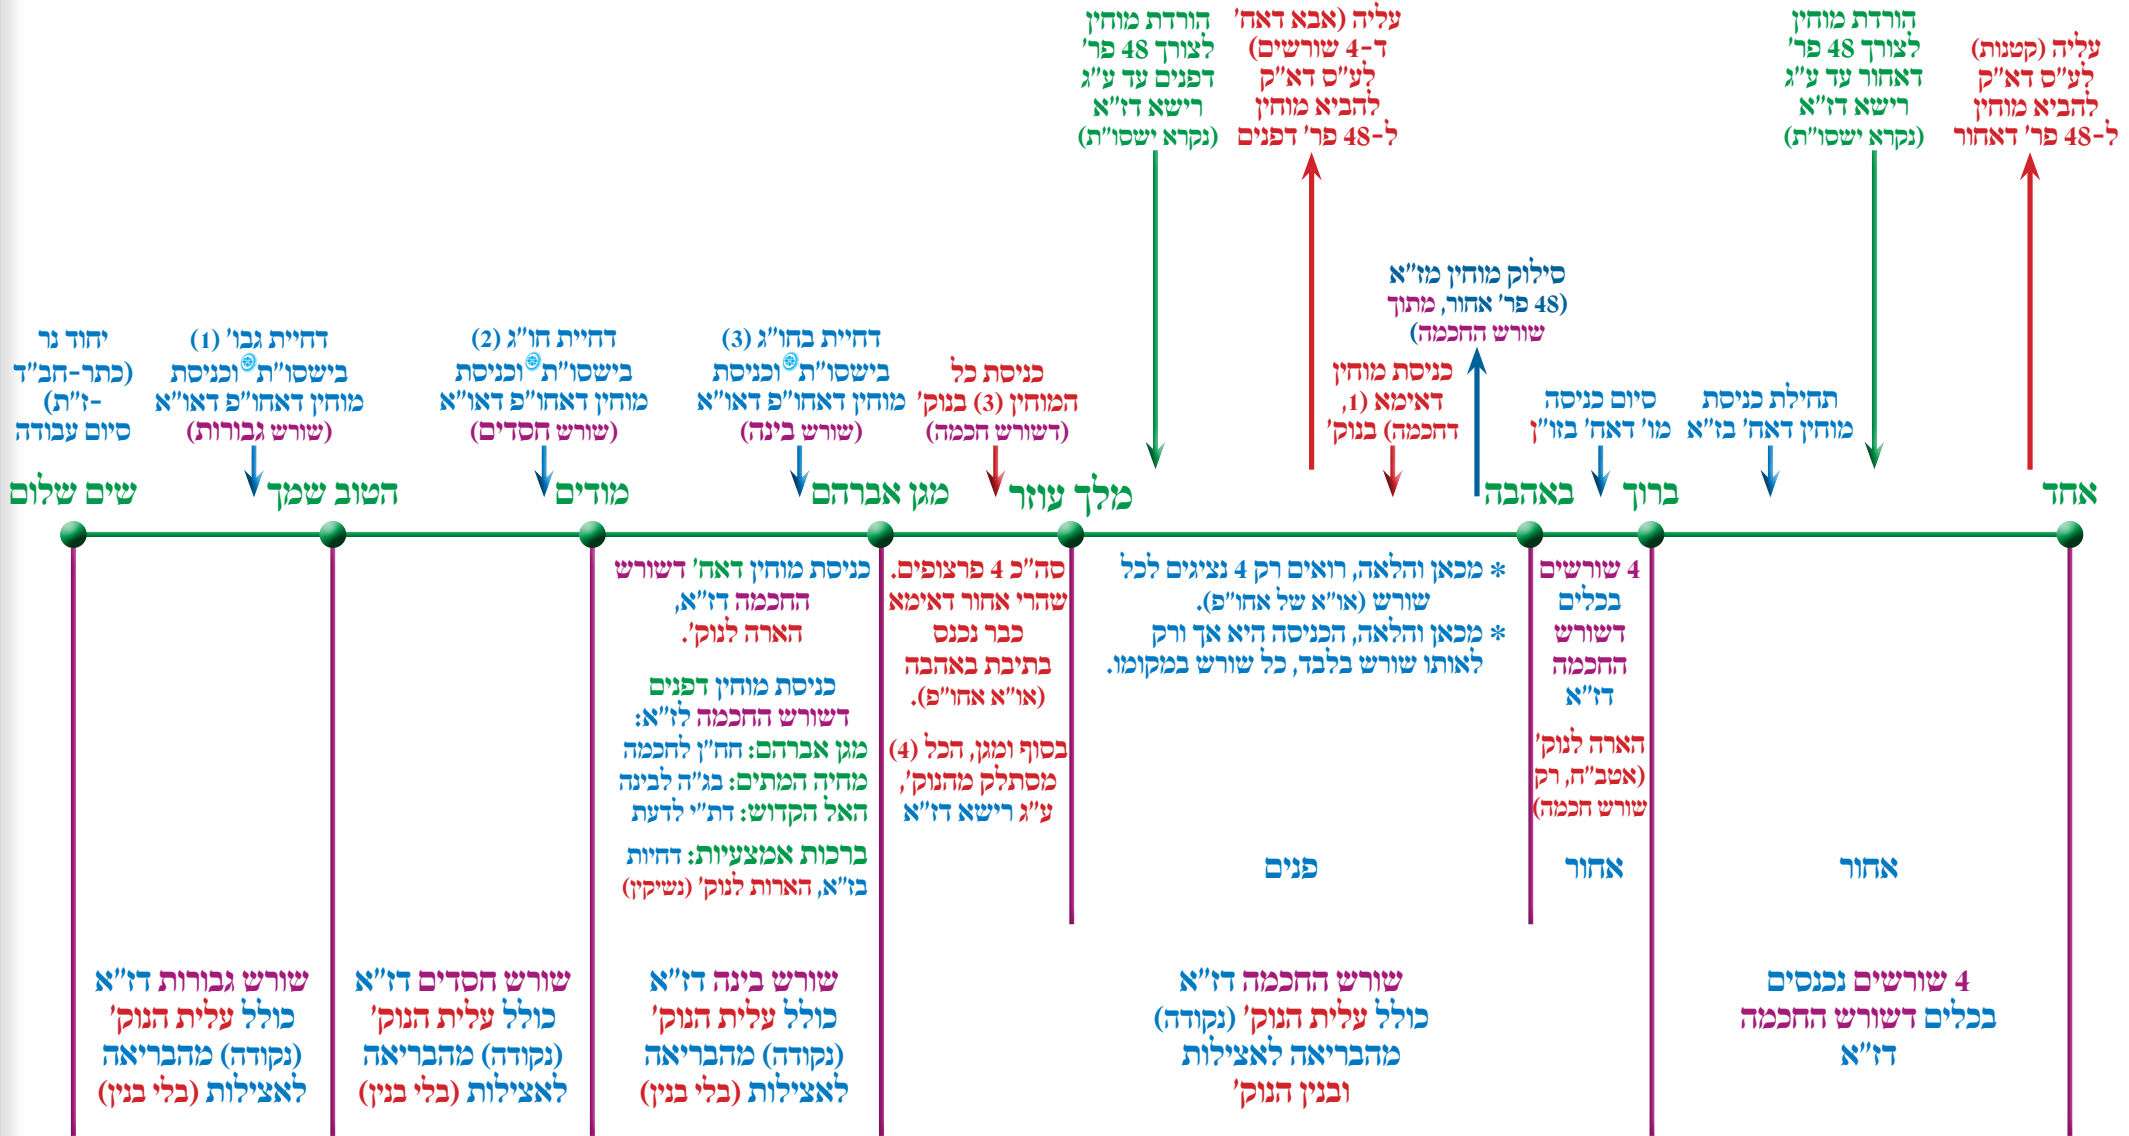 עליה (קטנות)
לע"ס דא"ק
להביא מוחין
ל-48 פר' דאחור
הורדת מוחין
לצורך 48 פר'
דאחור עד ע"ג
רישא דז"א
(נקרא ישסו"ת)
עליה (אבא דאח'
ד-4 שורשים)
לע"ס דא"ק
להביא מוחין
ל-48 פר' דפנים
הורדת מוחין
לצורך 48 פר'
דפנים עד ע"ג
רישא דז"א
(נקרא ישסו"ת)
תחילת כניסת
מוחין דאח' בז"א
סיום כניסה
מו' דאח' בזו"ן
סילוק מוחין מז"א
(48 פר' אחור, מתוך
שורש החכמה)
כניסת מוחין
דאימא (1,
דחכמה) בנוק'
כניסת כל
המוחין (3) בנוק'
(דשורש חכמה)
דחיית בחו"ג (3)
בישסו"ת וכניסת
מוחין דאחו"פ דאו"א
(שורש בינה)
דחיית חו"ג (2)
בישסו"ת וכניסת
מוחין דאחו"פ דאו"א
(שורש חסדים)
דחיית גבו' (1)
בישסו"ת וכניסת
מוחין דאחו"פ דאו"א
(שורש גבורות)
יחוד נר
(כתר-חב"ד
-ז"ת)
סיום עבודה
אחד
ברוך
באהבה
מלך עוזר
מגן אברהם
מודים
הטוב שמך
שים שלום
אחור
4 שורשים נכנסים
בכלים דשורש החכמה
דז"א
4 שורשים
בכלים
דשורש
החכמה
דז"א
הארה לנוק'
(אטב"ח, רק
שורש חכמה)
אחור
* מכאן והלאה, רואים רק 4 נציגים לכל
שורש (או"א של אחו"פ).
* מכאן והלאה, הכניסה היא אך ורק
לאותו שורש בלבד, כל שורש במקומו.
פנים
שורש החכמה דז"א
כולל עלית הנוק' (נקודה)
מהבריאה לאצילות
ובנין הנוק'
סה"כ 4 פרצופים.
שהרי אחור דאימא
כבר נכנס
בתיבת באהבה
(או"א אחו"פ).
בסוף ומגן, הכל (4)
מסתלק מהנוק',
ע"ג רישא דז"א
כניסת מוחין דאח' דשורש
החכמה דז"א,
הארה לנוק'.
כניסת מוחין דפנים
דשורש החכמה לז"א:
מגן אברהם: חח"ן לחכמה
מחיה המתים: בג"ה לבינה
האל הקדוש: דת"י לדעת
ברכות אמצעיות: דחיות
בז"א, הארות לנוק' (נשיקין)
שורש בינה דז"א
כולל עלית הנוק'
(נקודה) מהבריאה
לאצילות (בלי בנין)
שורש חסדים דז"א
כולל עלית הנוק'
(נקודה) מהבריאה
לאצילות (בלי בנין)
שורש גבורות דז"א
כולל עלית הנוק'
(נקודה) מהבריאה
לאצילות (בלי בנין)